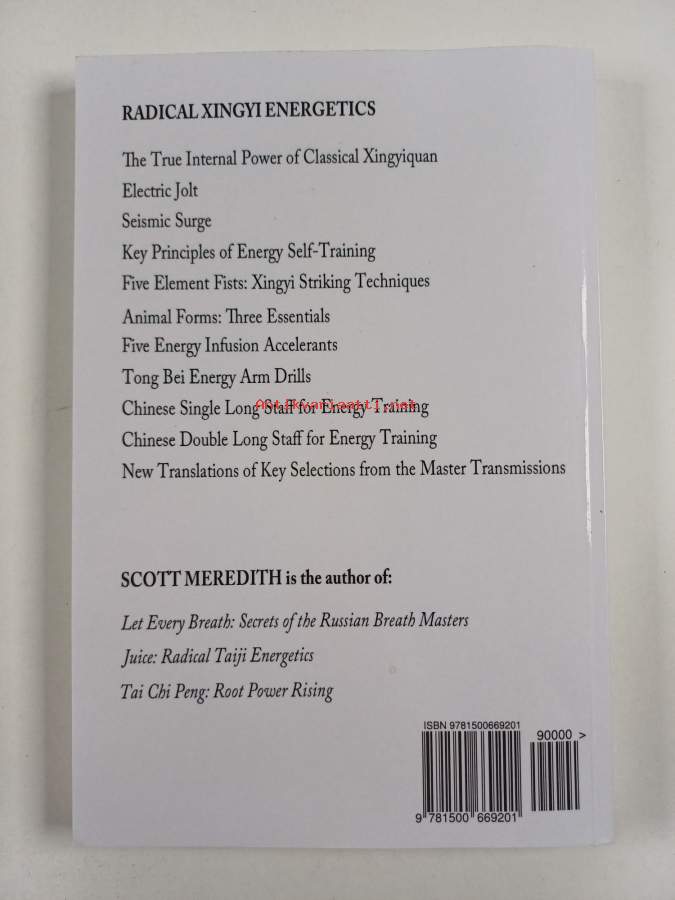 RADICAL XINGYI ENERGETICS
The True Internal Power of Classical Xingyiquan
Electric Jolt
Seismic Surge
Key Principles of Energy Self-Training
Five Element Fists: Xingyi Striking Techniques
Animal Forms: Three Essentials
Five Energy Infusion Accelerants
Tong Bei Energy Arm Drills
Chinese Single Long Staff for Energy Training
Antikvariaatti.net
Chinese Double Long Staff for Energy Training
New Translations of Key Selections from the Master Transmissions
SCOTT MEREDITH is the author of:
Let Every Breath: Secrets of the Russian Breath Masters
Juice: Radical Taiji Energetics
Tai Chi Peng: Root Power Rising
ISBN 9781500669201
90000 >
9 781500 669201